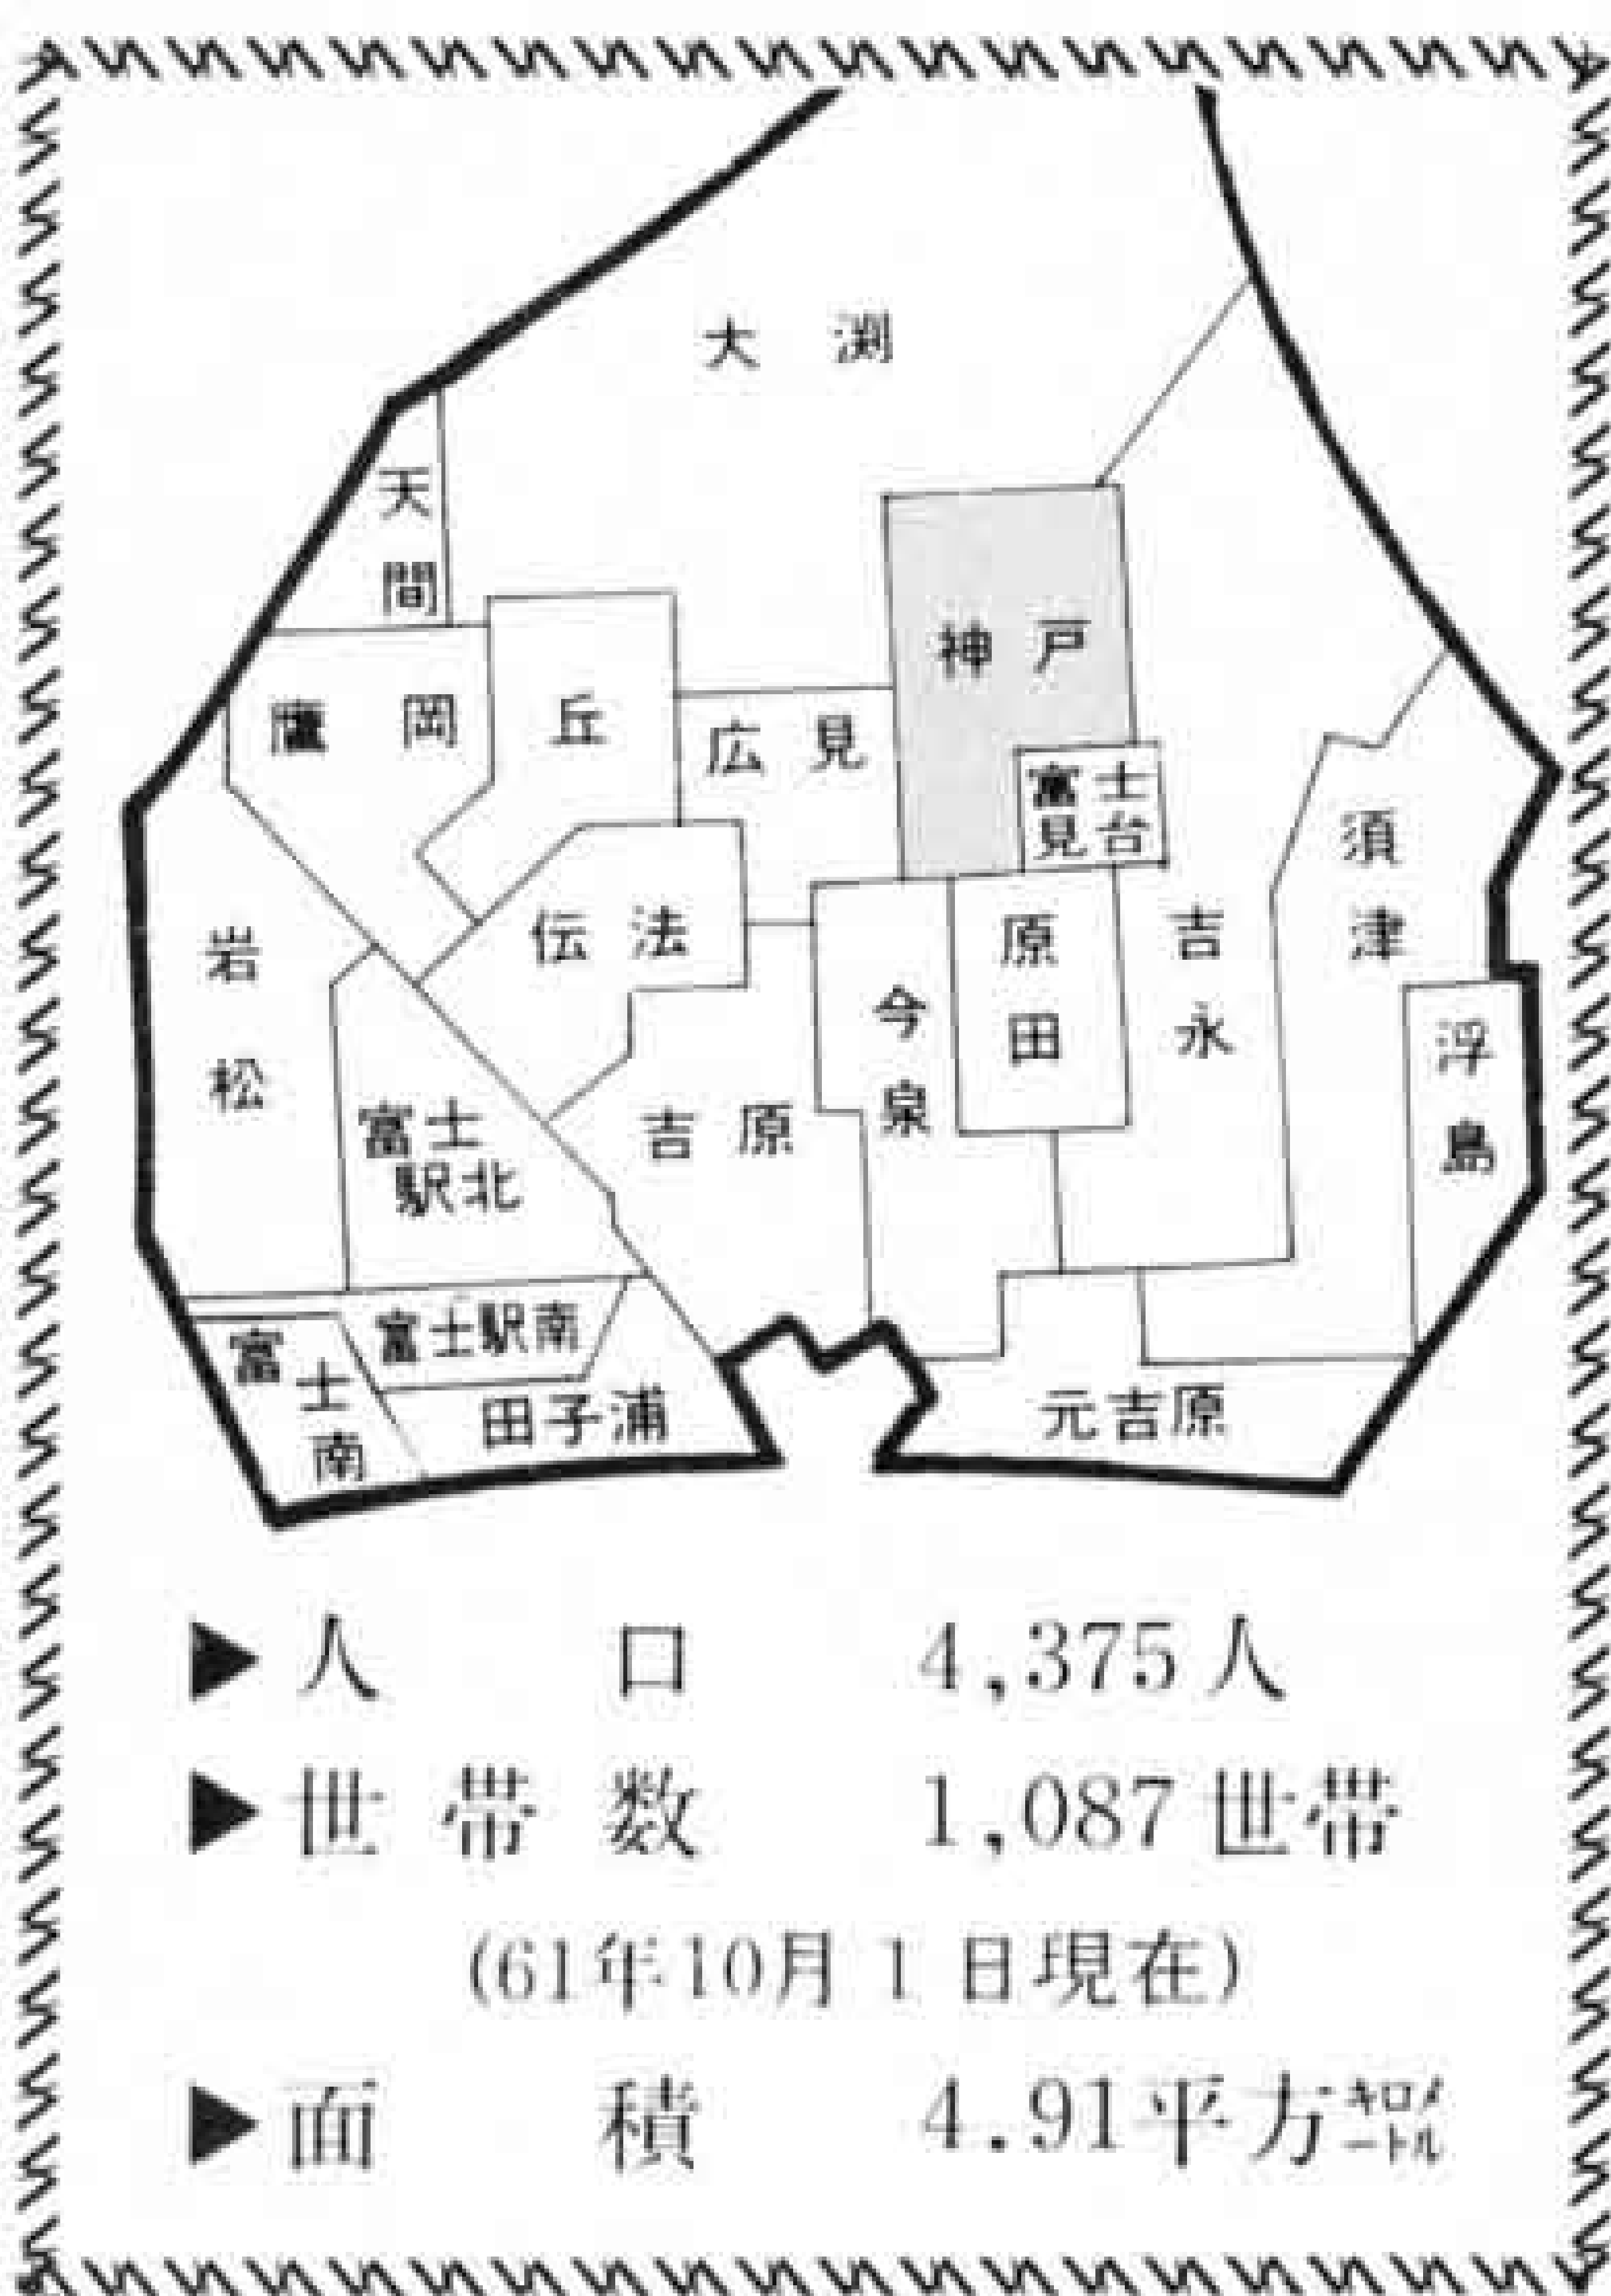 大渕
天間
神戸
鷹岡
丘
広見
富士
見台
須津
岩松
伝法
原田
吉永
今泉
浮島
富士
駅北
吉原
富士駅南
富士南
田子浦
元吉原
▶人口 4,375人
▶世帯数 1,087世帯
(61年10月1日現在)
▶面積 4.91平方キロメートル